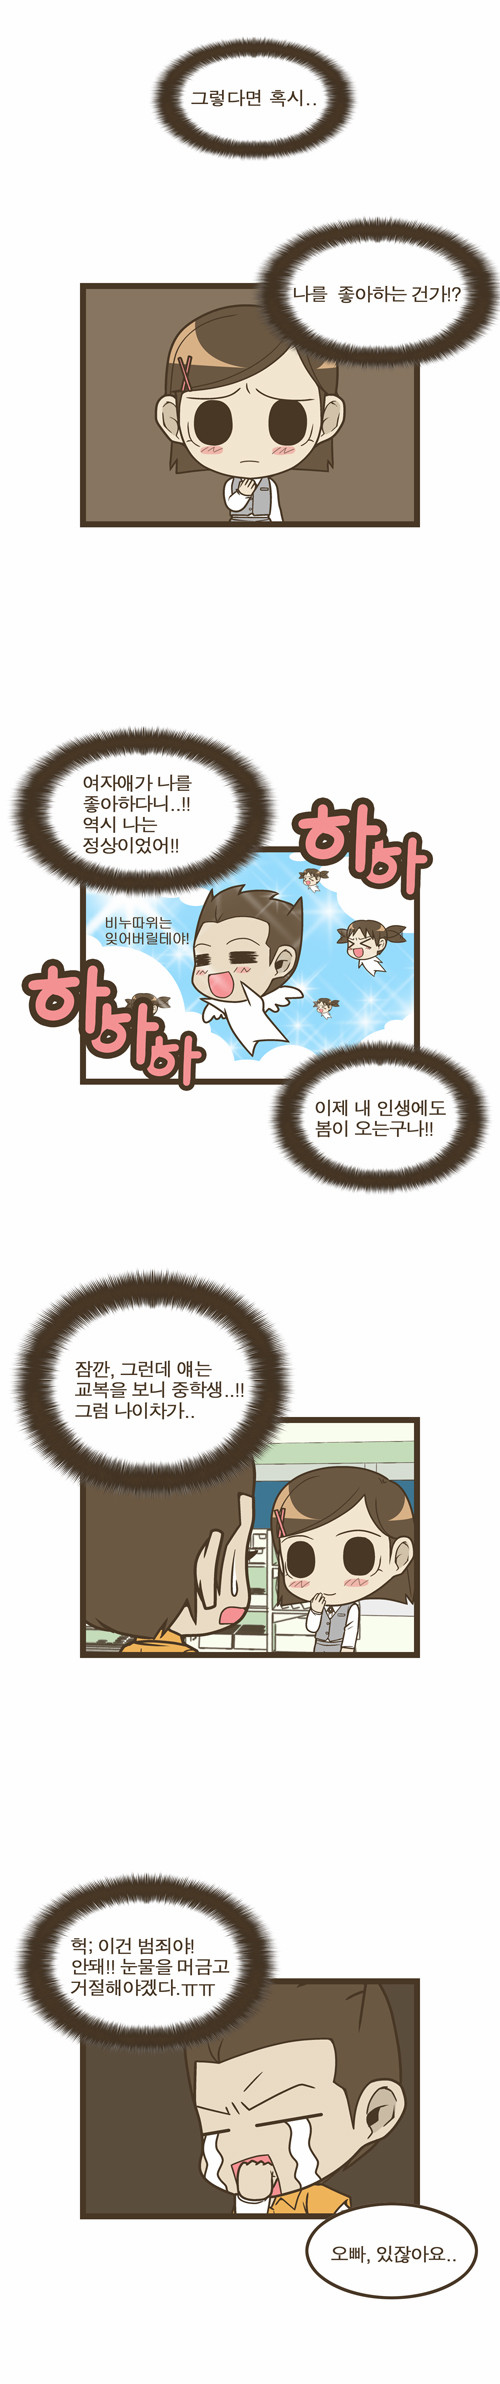 그렇다면 혹시..
나를 좋아하는 건가!?
여자애가 나를
좋아하다니..!!
역시 나는
정상이었어!!
하하
비누따위는
잊어버릴테야!
하하하
이제 내 인생에도
봄이 오는구나!!
잠깐, 그런데 얘는
교복을 보니 중학생..!!
그럼 나이차가..
헉; 이건 범죄야!
안돼!! 눈물을 머금고
거절해야겠다.ㅠㅠ
오빠, 있잖아요..